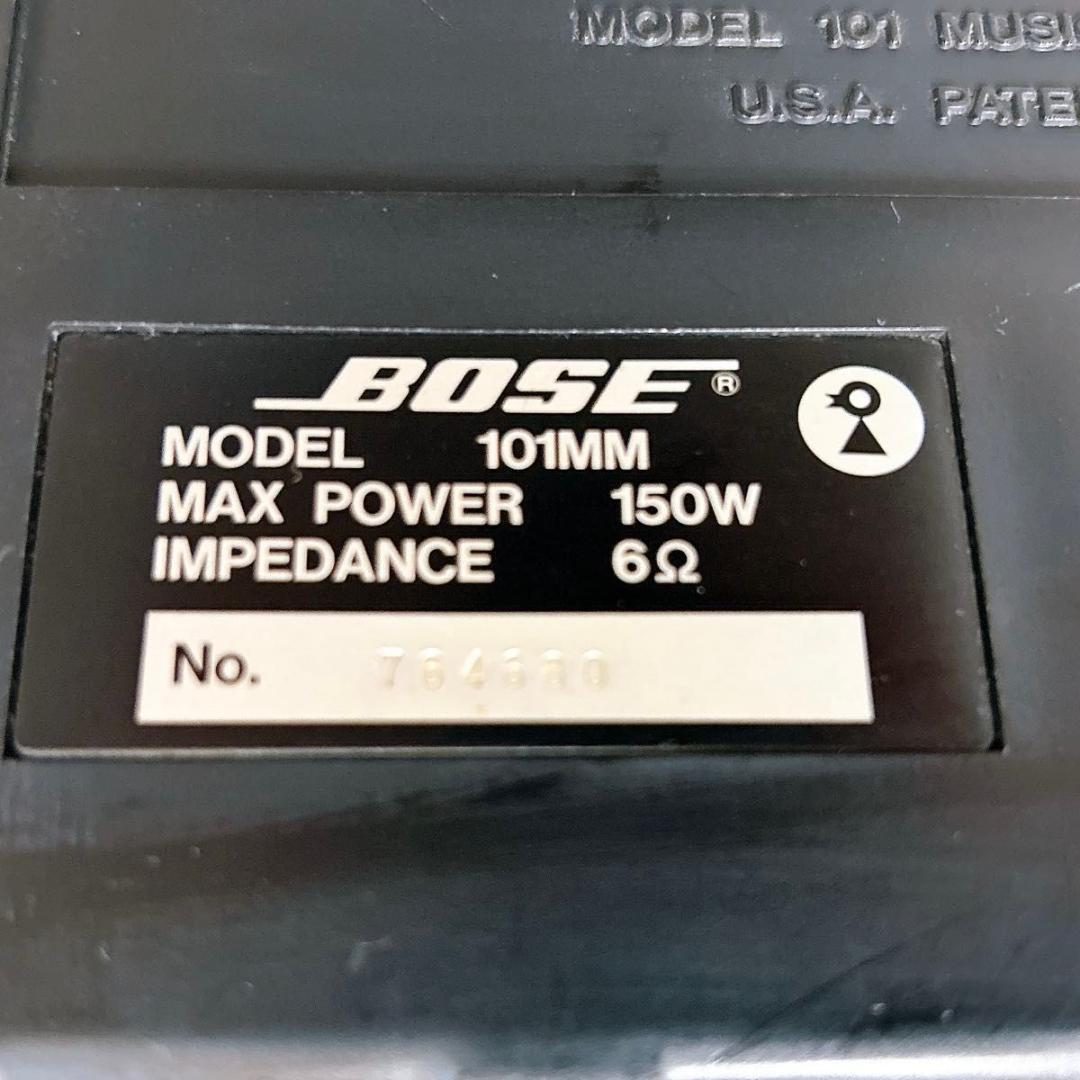 MODEL 101 MUSI
U.S.A. PATE
BOSE®
MODEL 101MM
MAX POWER 150W
IMPEDANCE 6Ω
No.